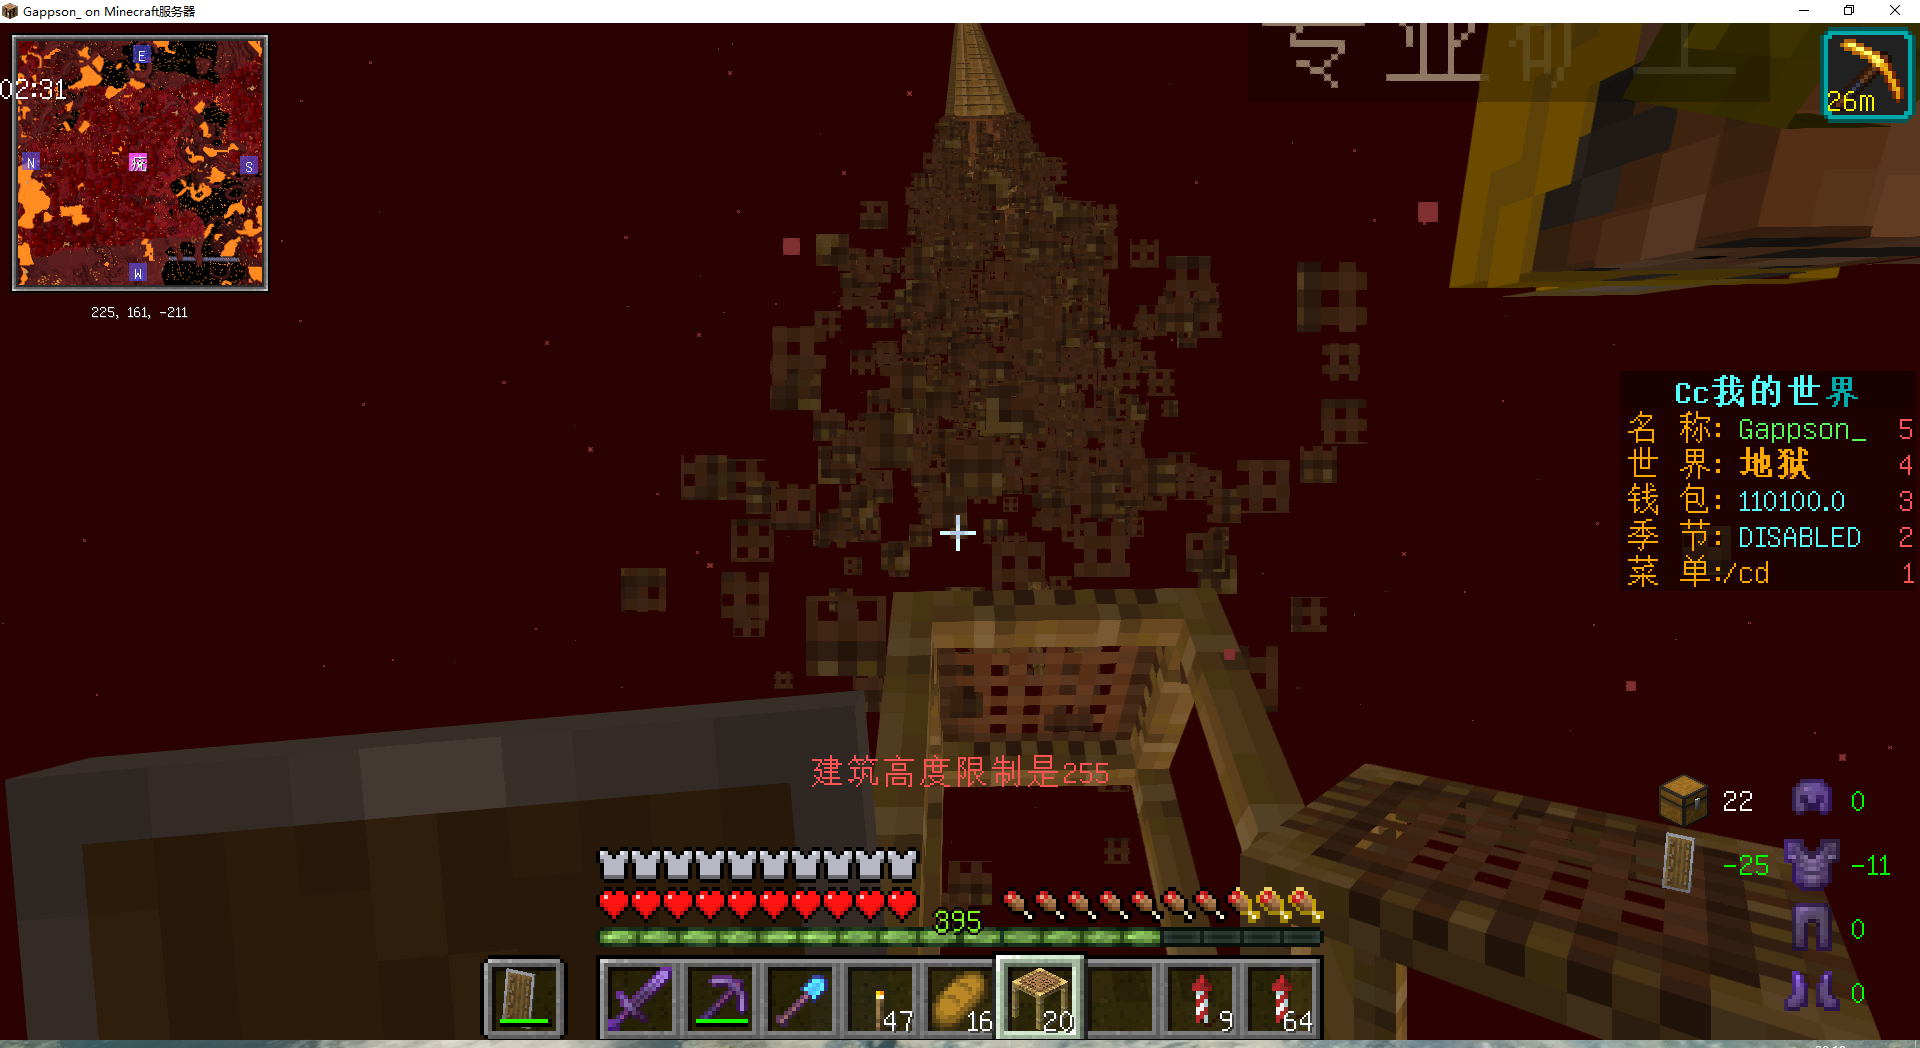 Gappson_ on Minecraft服务器
E
02:31
N
S
W
225, 161, -211
26m
Cc我的世界
名 称: Gappson_ 5
世 界: 地狱 4
钱 包: 110100.0 3
季 节: DISABLED 2
菜 单:/cd 1
建筑高度限制是255
22
0
-25
-11
0
0
395
47
16
20
9
64